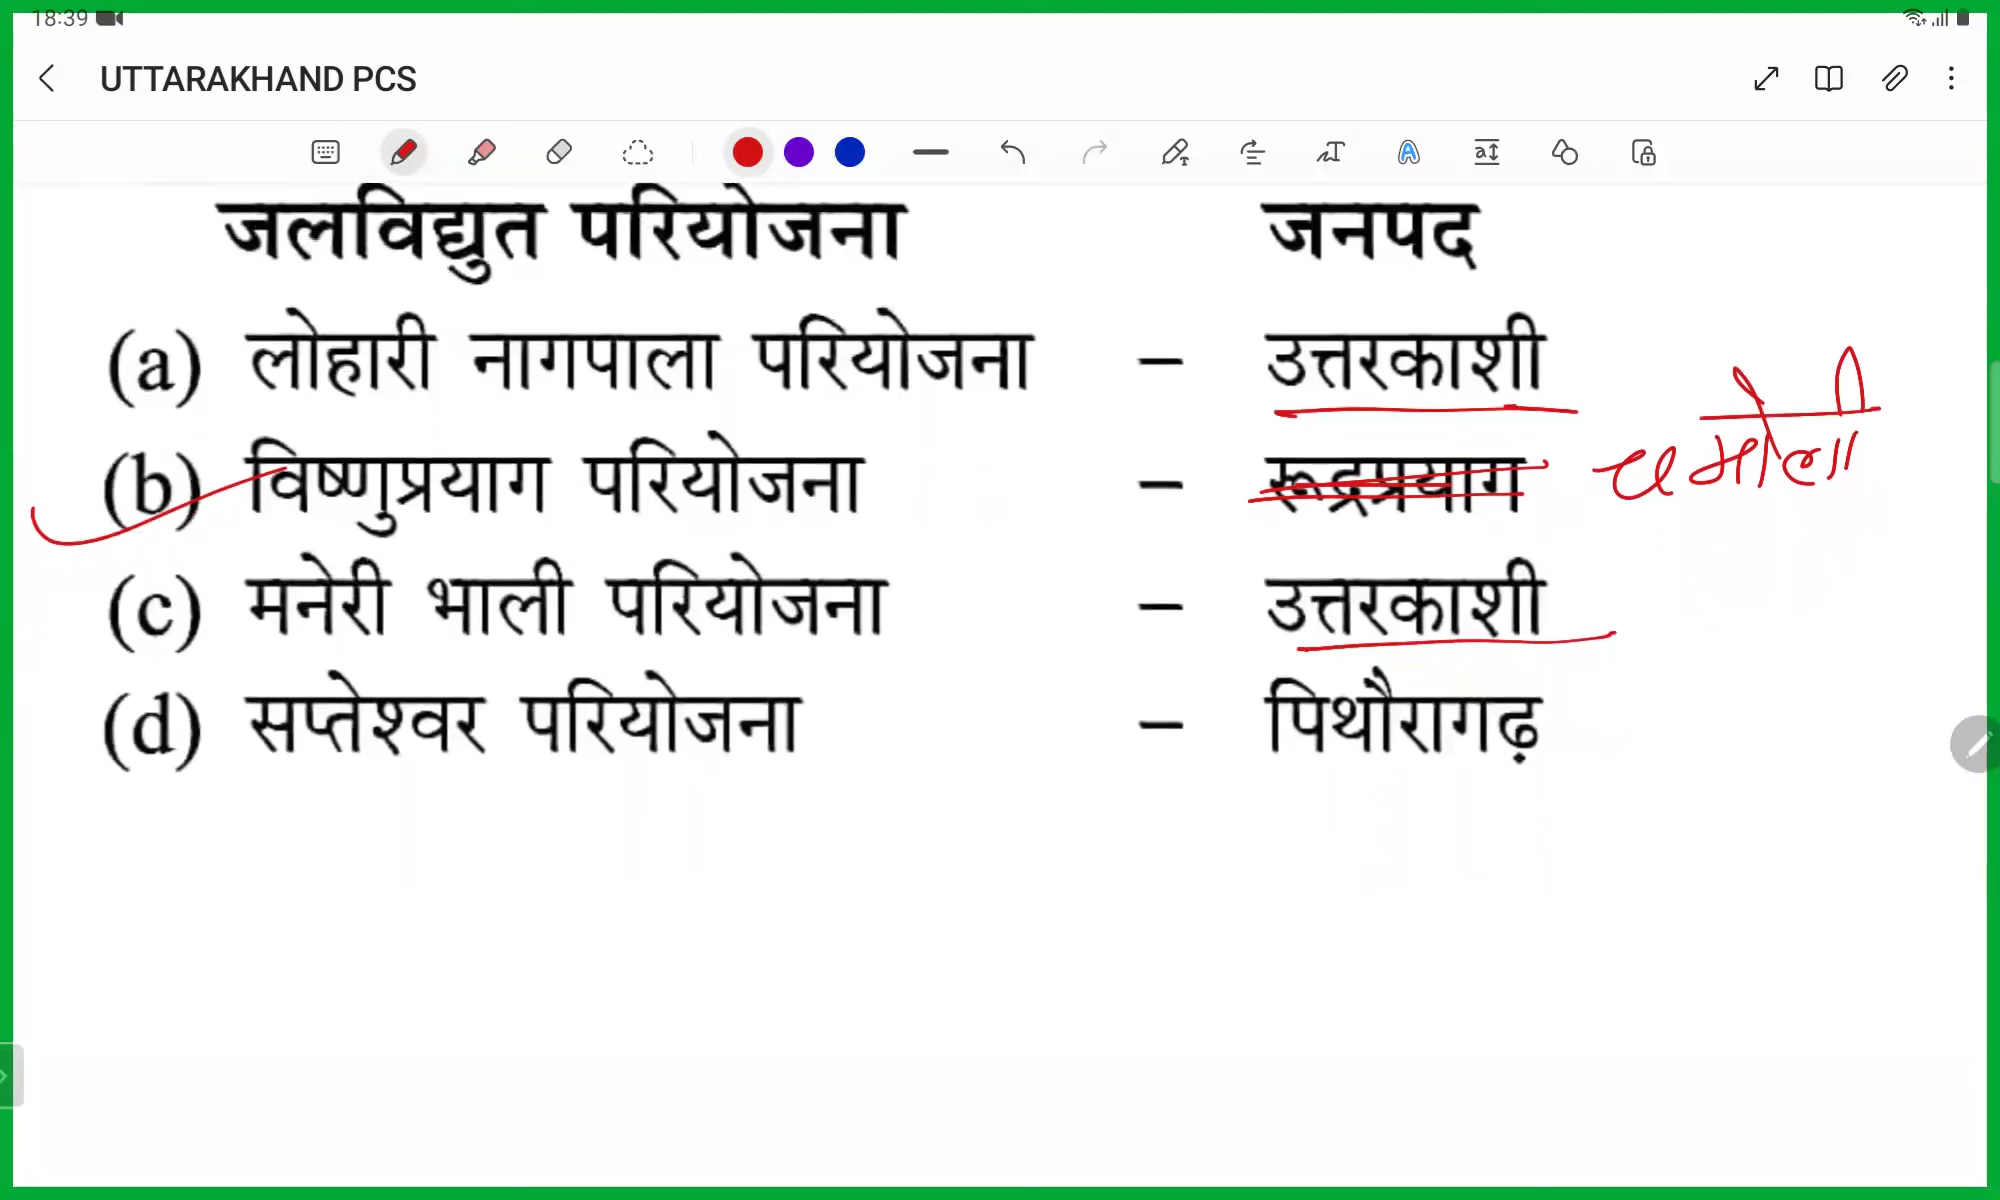 18:39
UTTARAKHAND PCS
जलविद्युत परियोजना जनपद
(a) लोहारी नागपाला परियोजना – उत्तरकाशी
(b) विष्णुप्रयाग परियोजना – रूद्रप्रयाग चमोली
(c) मनेरी भाली परियोजना – उत्तरकाशी
(d) सप्तेश्वर परियोजना – पिथौरागढ़